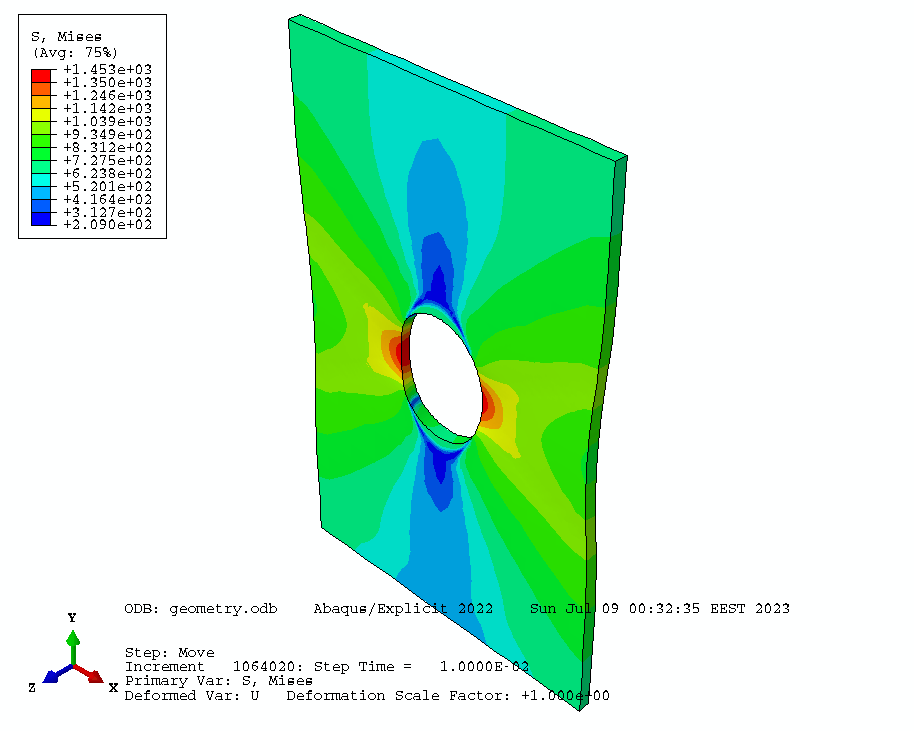 S, Mises
(Avg: 75%)
+1.453e+03
+1.350e+03
+1.246e+03
+1.142e+03
+1.039e+03
+9.349e+02
+8.312e+02
+7.275e+02
+6.238e+02
+5.201e+02
+4.164e+02
+3.127e+02
+2.090e+02
ODB: geometry.odb    Abaqus/Explicit 2022    Sun Jul 09 00:32:35 EEST 2023
Y
Z
X
Step: Move
Increment   1064020: Step Time =   1.0000E-02
Primary Var: S, Mises
Deformed Var: U   Deformation Scale Factor: +1.000e+00